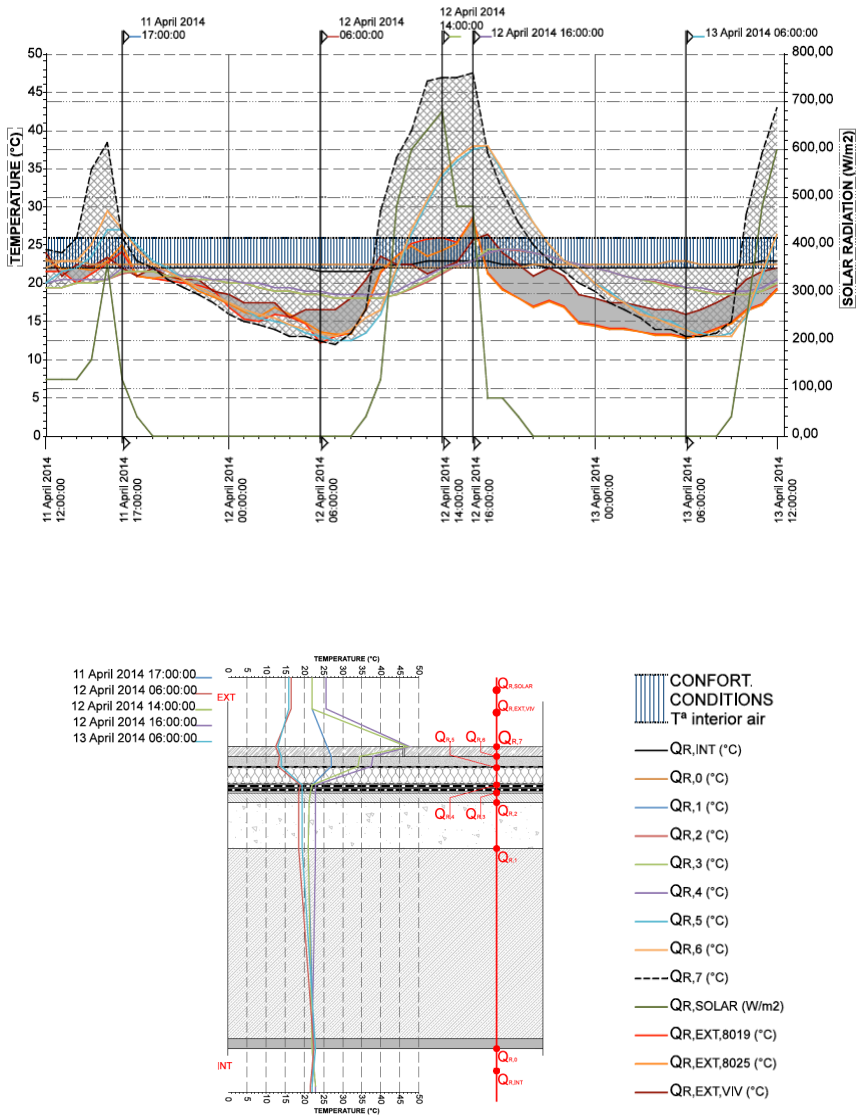 11 April 2014
17:00:00
12 April 2014
06:00:00
12 April 2014
14:00:00
12 April 2014 16:00:00
13 April 2014 06:00:00
TEMPERATURE (°C)
50
45
40
35
30
25
20
15
10
5
0
SOLAR RADIATION (W/m2)
800,00
700,00
600,00
500,00
400,00
300,00
200,00
100,00
0,00
11 April 2014
12:00:00
11 April 2014
17:00:00
12 April 2014
00:00:00
12 April 2014
06:00:00
12 April 2014
14:00:00
12 April 2014
16:00:00
13 April 2014
00:00:00
13 April 2014
06:00:00
13 April 2014
12:00:00
TEMPERATURE (°C)
0 5 10 15 20 25 30 35 40 45 50
11 April 2014 17:00:00
12 April 2014 06:00:00
12 April 2014 14:00:00
12 April 2014 16:00:00
13 April 2014 06:00:00
EXT
QR,SOLAR
QR,EXT,VIV
QR,5
QR,6
QR,7
QR,4
QR,3
QR,2
QR,1
QR,0
INT
QR,INT
0 5 10 15 20 25 30 35 40 45 50
TEMPERATURE (°C)
CONFORT.
CONDITIONS
Tª interior air
QR,INT (°C)
QR,0 (°C)
QR,1 (°C)
QR,2 (°C)
QR,3 (°C)
QR,4 (°C)
QR,5 (°C)
QR,6 (°C)
QR,7 (°C)
QR,SOLAR (W/m2)
QR,EXT,8019 (°C)
QR,EXT,8025 (°C)
QR,EXT,VIV (°C)